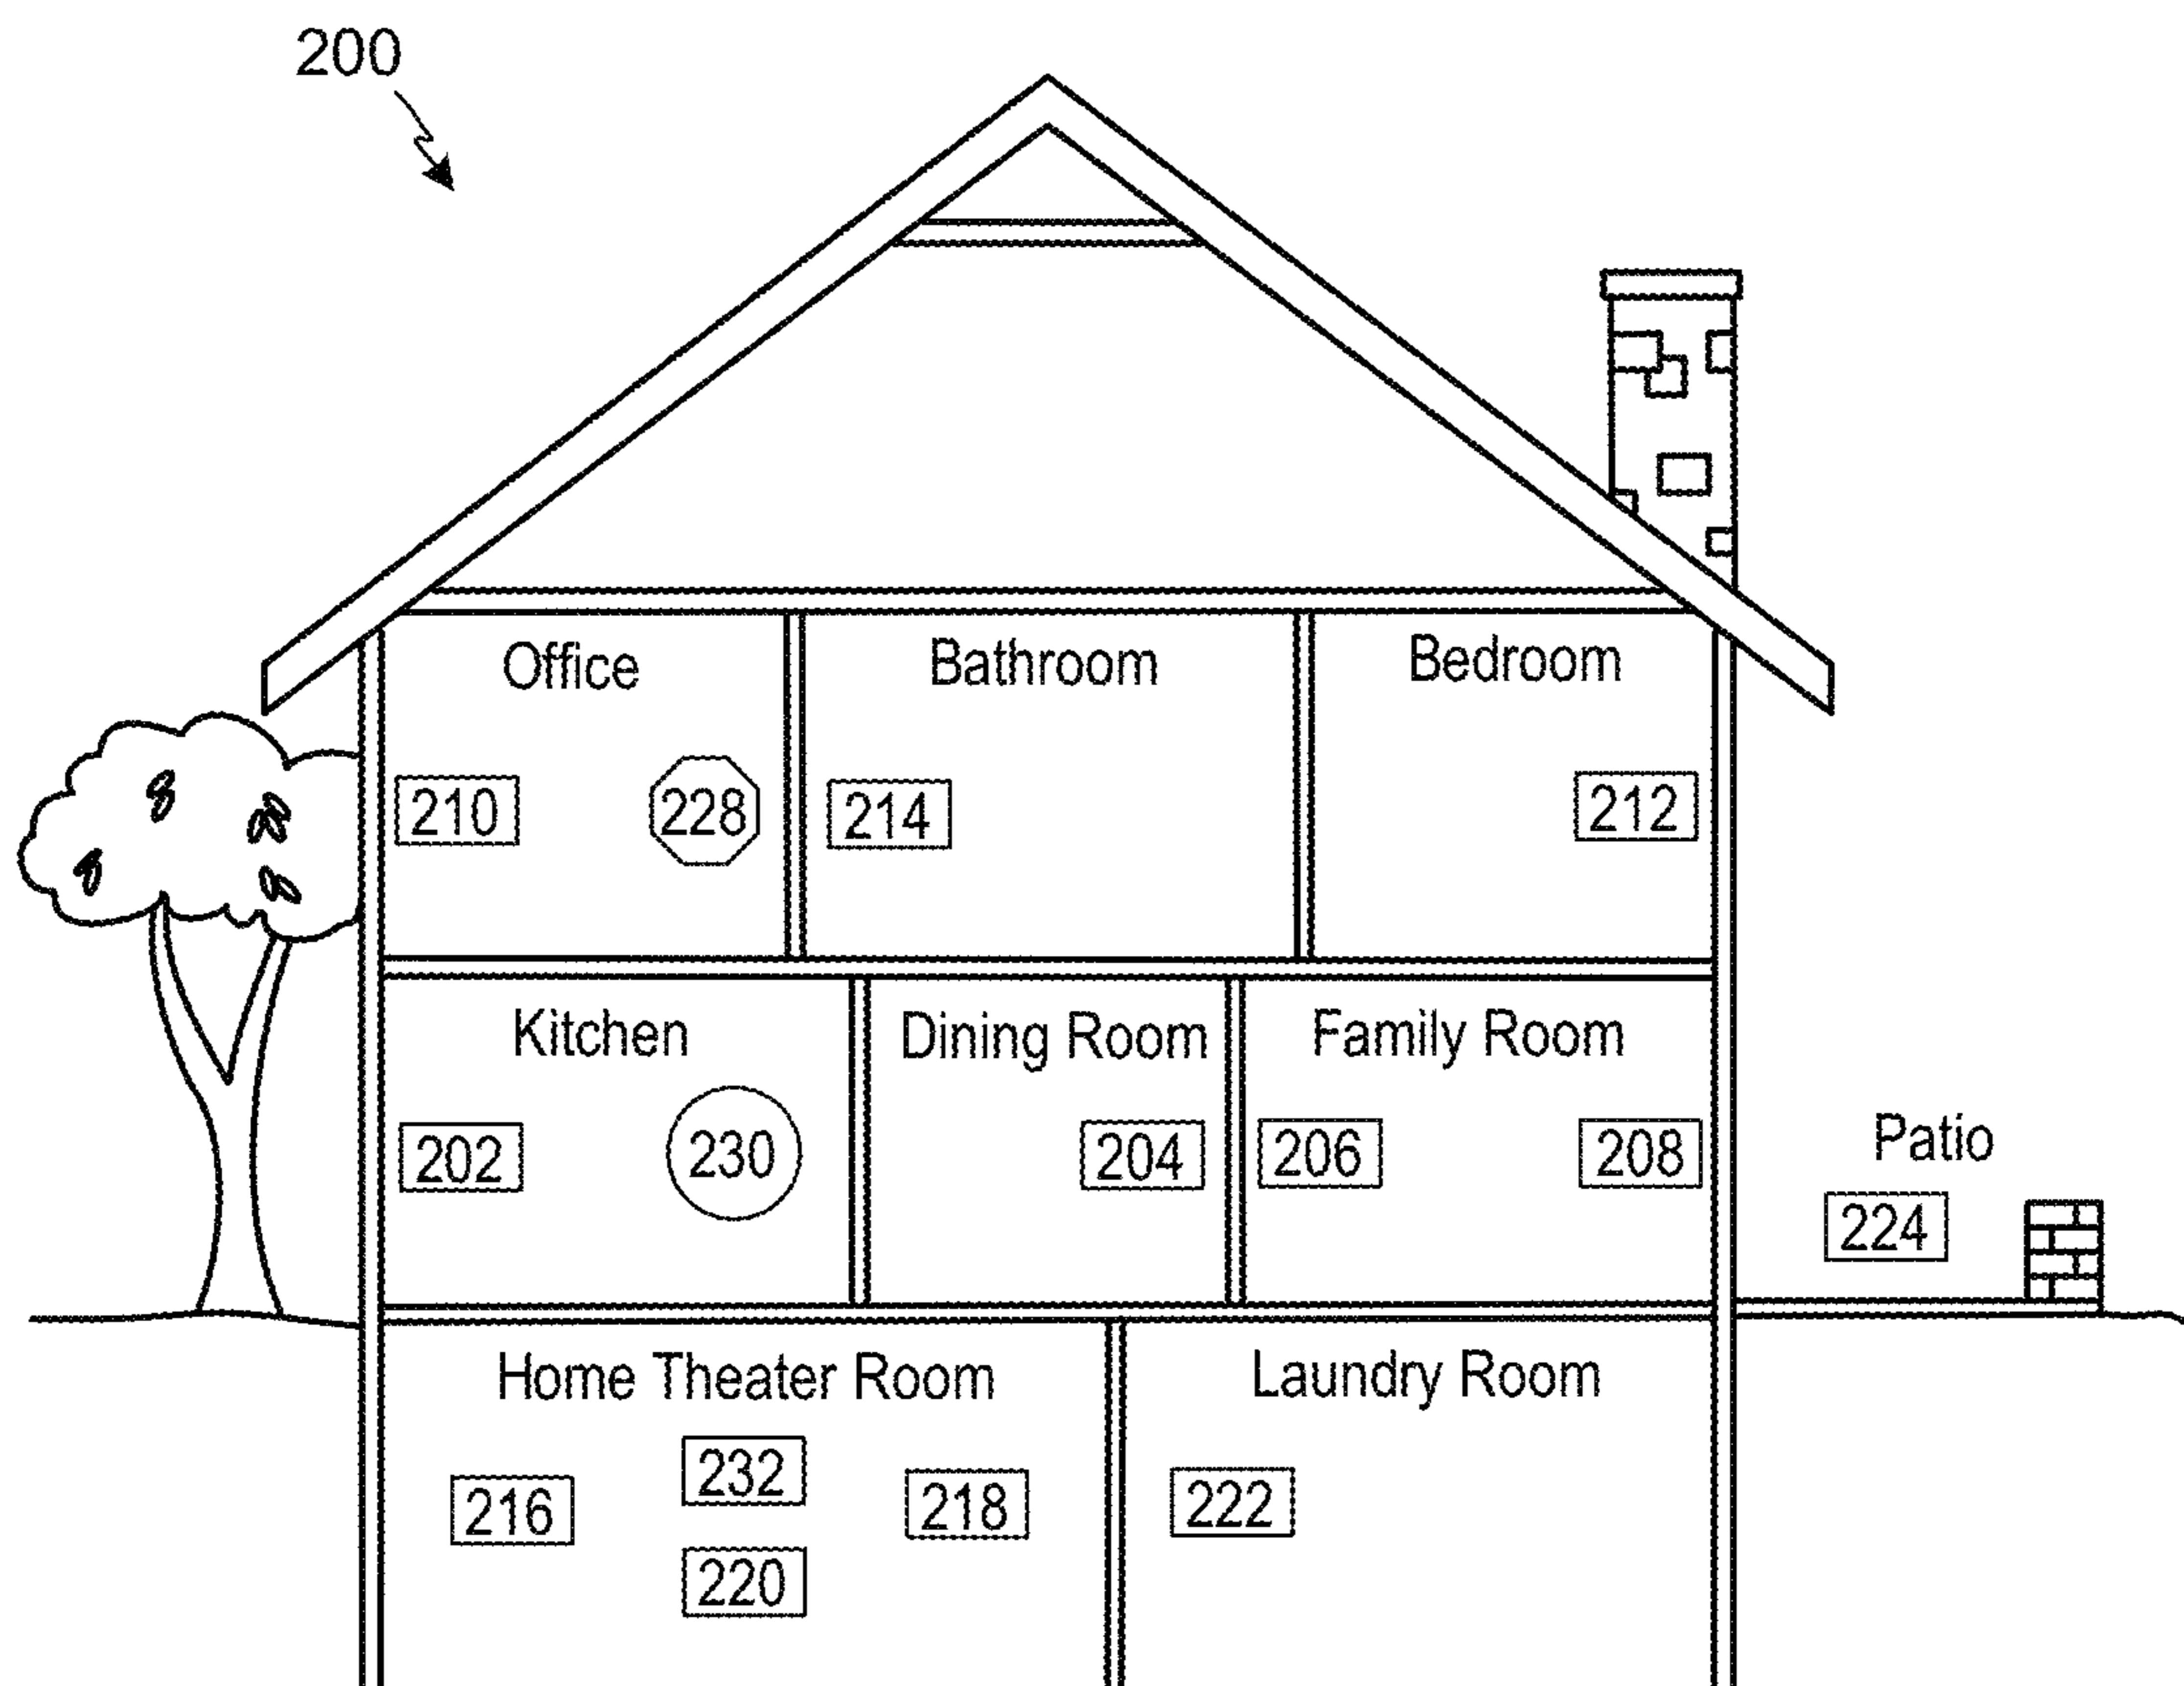 200
Office
Bathroom
Bedroom
210
228
214
212
Kitchen
Dining Room
Family Room
202
230
204
206
208
Patio
224
Home Theater Room
Laundry Room
216
232
218
220
222